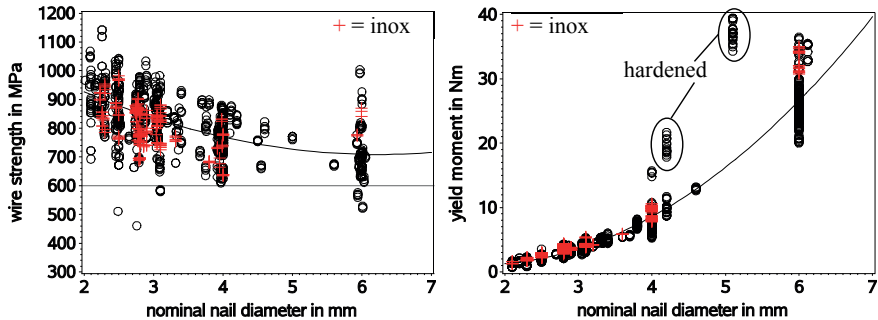 1200
1100
1000
900
800
700
600
500
400
300
wire strength in MPa
+ = inox
2 3 4 5 6 7
nominal nail diameter in mm
40
30
20
10
0
yield moment in Nm
+ = inox
hardened
2 3 4 5 6 7
nominal nail diameter in mm